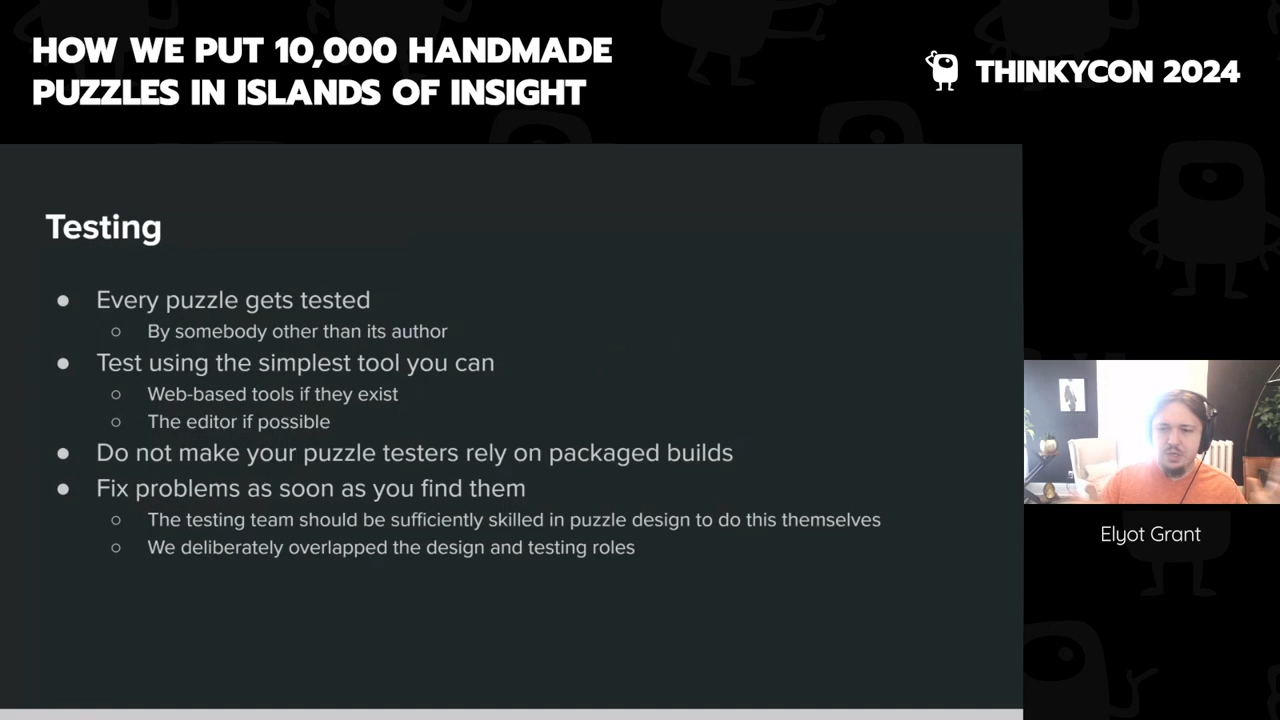 HOW WE PUT 10,000 HANDMADE
PUZZLES IN ISLANDS OF INSIGHT
THINKYCON 2024
Testing
● Every puzzle gets tested
○ By somebody other than its author
● Test using the simplest tool you can
○ Web-based tools if they exist
○ The editor if possible
● Do not make your puzzle testers rely on packaged builds
● Fix problems as soon as you find them
○ The testing team should be sufficiently skilled in puzzle design to do this themselves
○ We deliberately overlapped the design and testing roles
Elyot Grant